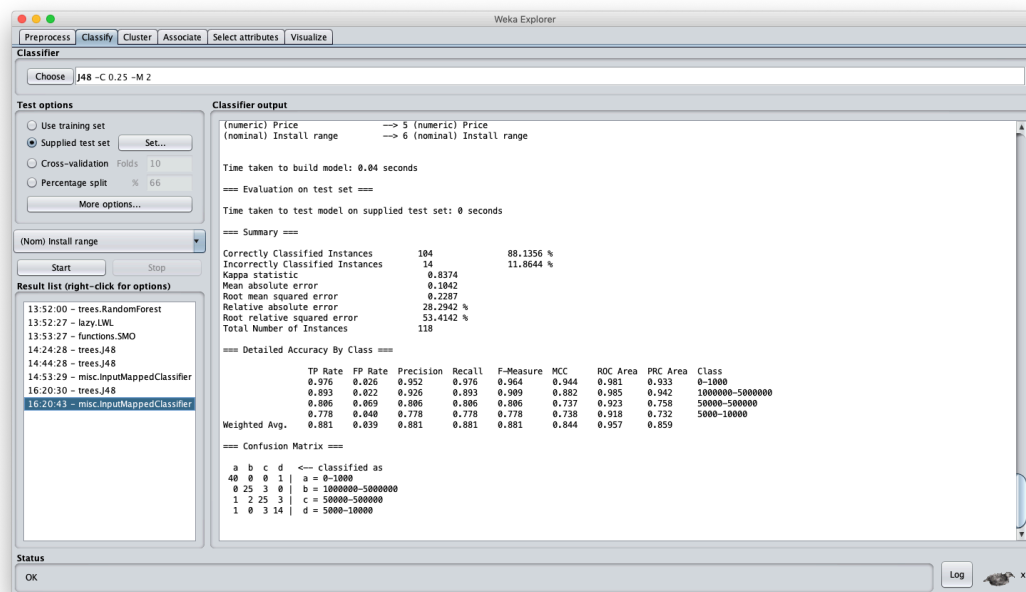 Weka Explorer
Preprocess Classify Cluster Associate Select attributes Visualize
Classifier
Choose J48 -C 0.25 -M 2
Test options
Use training set
Supplied test set Set...
Cross-validation Folds 10
Percentage split % 66
More options...
(Nom) Install range
Start Stop
Result list (right-click for options)
13:52:00 - trees.RandomForest
13:52:27 - lazy.LWL
13:53:27 - functions.SMO
14:24:28 - trees.J48
14:44:28 - trees.J48
14:53:29 - misc.InputMappedClassifier
16:20:30 - trees.J48
16:20:43 - misc.InputMappedClassifier
Classifier output
(numeric) Price --> 5 (numeric) Price
(nominal) Install range --> 6 (nominal) Install range
Time taken to build model: 0.04 seconds
=== Evaluation on test set ===
Time taken to test model on supplied test set: 0 seconds
=== Summary ===
Correctly Classified Instances 104 88.1356 %
Incorrectly Classified Instances 14 11.8644 %
Kappa statistic 0.8374
Mean absolute error 0.1042
Root mean squared error 0.2287
Relative absolute error 28.2942 %
Root relative squared error 53.4142 %
Total Number of Instances 118
=== Detailed Accuracy By Class ===
TP Rate FP Rate Precision Recall F-Measure MCC ROC Area PRC Area Class
0.976 0.026 0.952 0.976 0.964 0.944 0.981 0.933 0-1000
0.893 0.022 0.926 0.893 0.909 0.882 0.985 0.942 1000000-5000000
0.806 0.069 0.806 0.806 0.806 0.737 0.923 0.758 50000-500000
0.778 0.040 0.778 0.778 0.778 0.738 0.918 0.732 5000-10000
Weighted Avg. 0.881 0.039 0.881 0.881 0.881 0.844 0.957 0.859
=== Confusion Matrix ===
a b c d <-- classified as
40 0 0 1 | a = 0-1000
0 25 3 0 | b = 1000000-5000000
1 2 25 3 | c = 50000-500000
1 0 3 14 | d = 5000-10000
Status
OK
Log
x